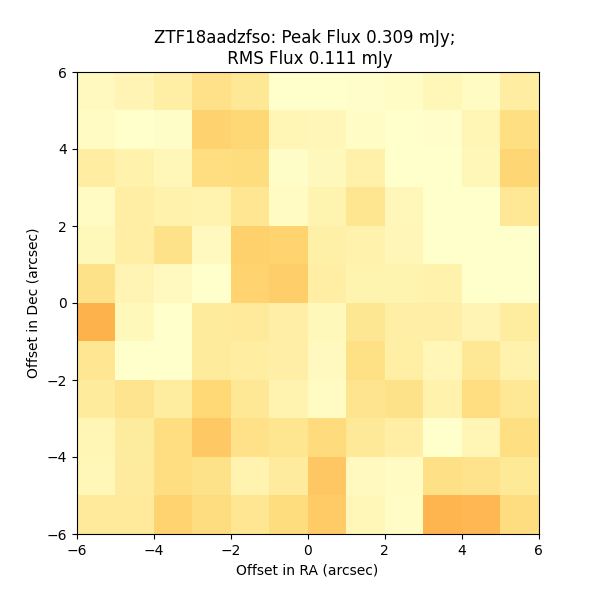 ZTF18aadzfso: Peak Flux 0.309 mJy;
RMS Flux 0.111 mJy
6
4
2
0
−2
−4
−6
Offset in Dec (arcsec)
−6 −4 −2 0 2 4 6
Offset in RA (arcsec)